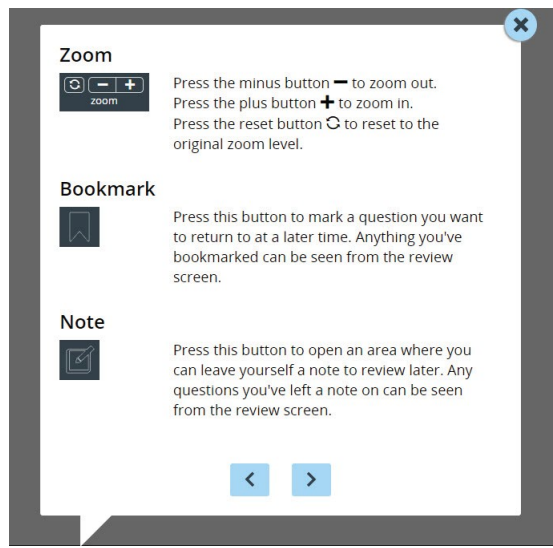 Zoom
zoom
Press the minus button − to zoom out.
Press the plus button + to zoom in.
Press the reset button to reset to the
original zoom level.
Bookmark
Press this button to mark a question you want
to return to at a later time. Anything you've
bookmarked can be seen from the review
screen.
Note
Press this button to open an area where you
can leave yourself a note to review later. Any
questions you've left a note on can be seen
from the review screen.